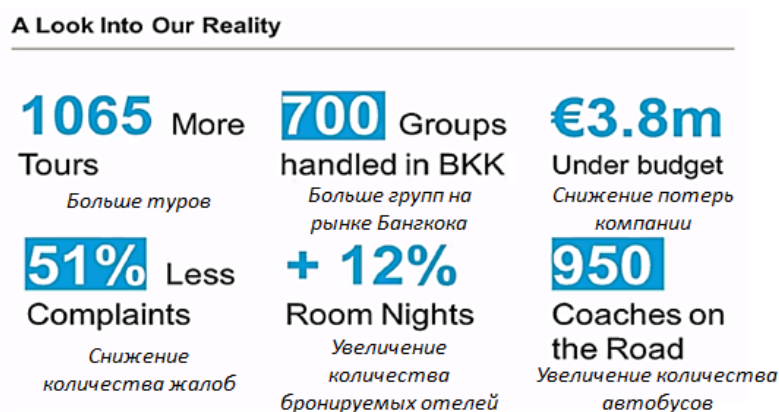 A Look Into Our Reality
1065 More
Tours
Больше туров
700 Groups
handled in BKK
Больше групп на
рынке Бангкока
€3.8m
Under budget
Снижение потерь
компании
51% Less
Complaints
Снижение
количества жалоб
+ 12%
Room Nights
Увеличение
количества
бронируемых отелей
950
Coaches on
the Road
Увеличение количества
автобусов